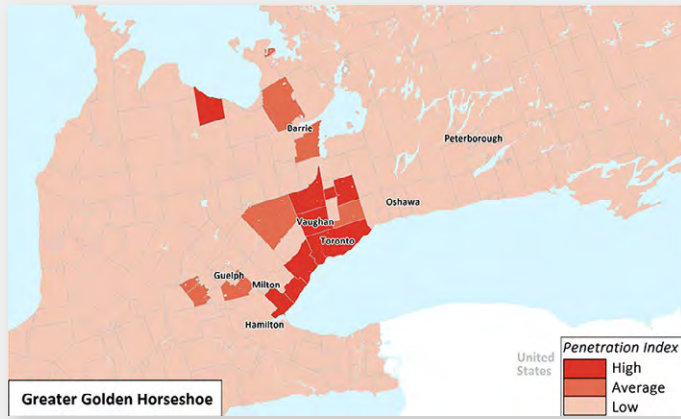 Barrie
Peterborough
Oshawa
Vaughan
Toronto
Guelph
Milton
Hamilton
United
States
Penetration Index
High
Average
Low
Greater Golden Horseshoe